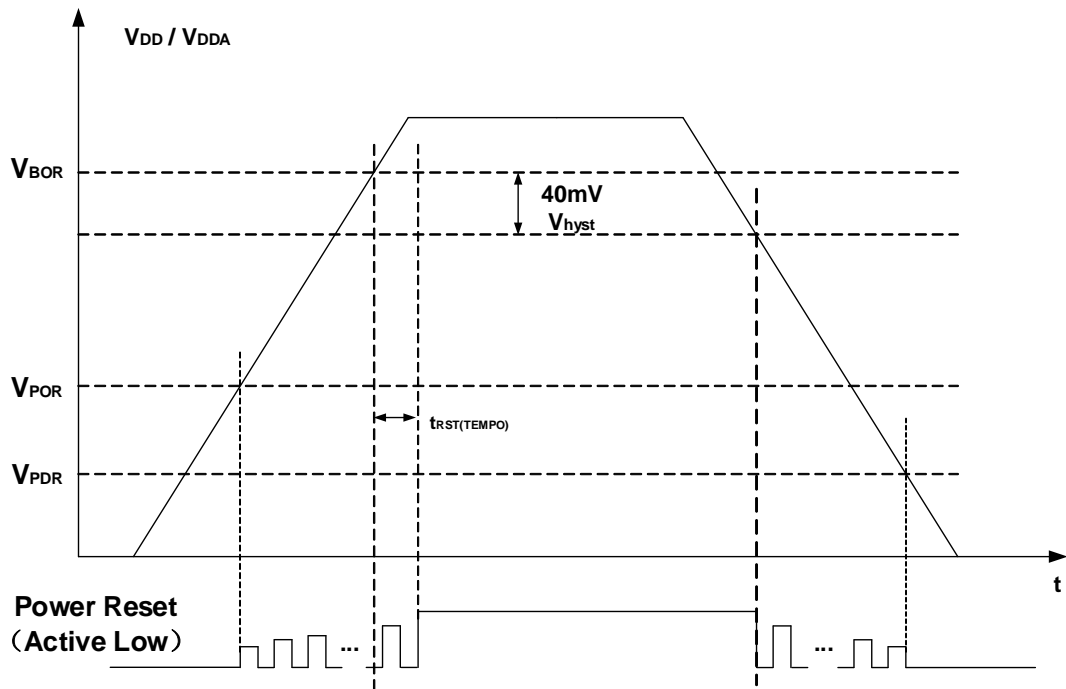 VDD / VDDA
VBOR
40mV
Vhyst
VPOR
tRST(TEMPO)
VPDR
t
Power Reset
（Active Low）
...
...